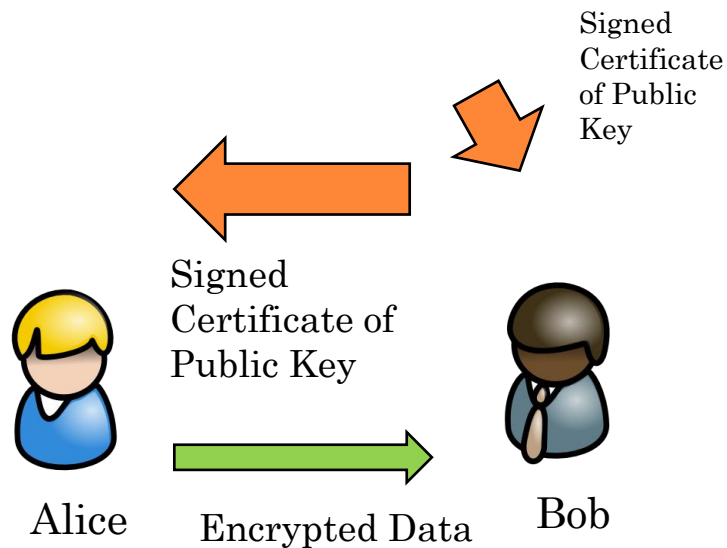 Signed
Certificate
of Public
Key
Signed
Certificate of
Public Key
Alice
Encrypted Data
Bob